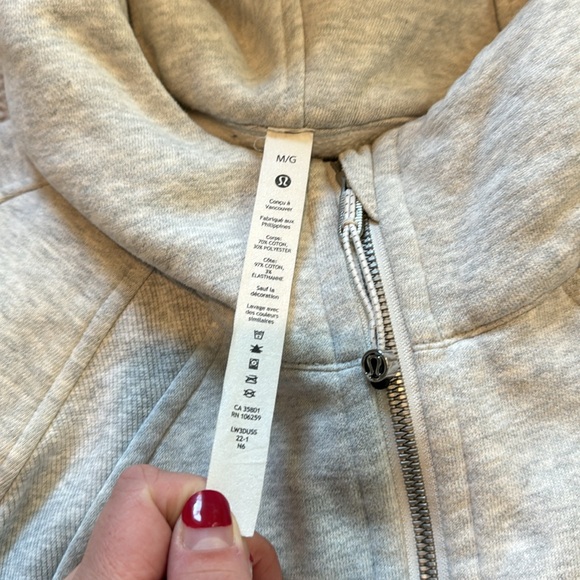 M/G
Conçu à
Vancouver
Fabriqué aux
Philippines
Corps:
70% COTON,
30% POLYESTER
Côte:
97% COTON,
3%
ELASTHANNE
Sauf la
décoration
Lavage avec
des couleurs
similaires
CA 35801
RN 106259
LW3DUSS
22-1
N6